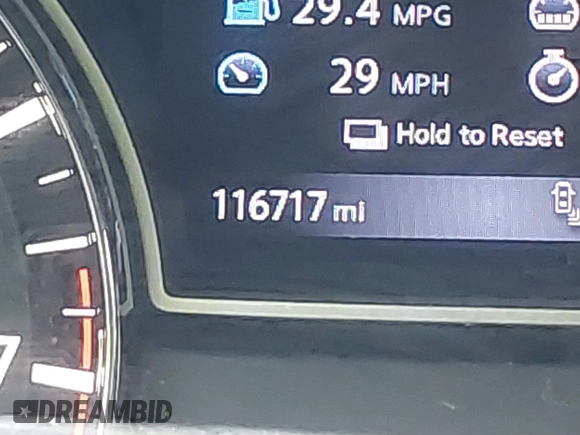 29.4 MPG
29 MPH
Hold to Reset
116717 mi
7
DREAMBID